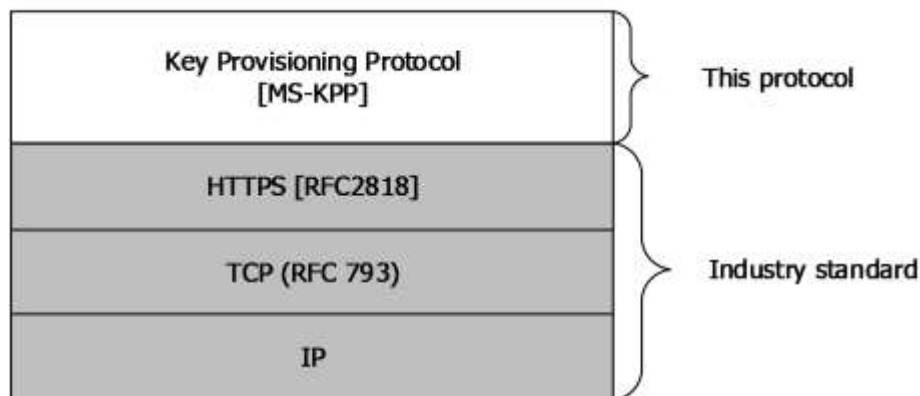 Key Provisioning Protocol
[MS-KPP]
This protocol
HTTPS [RFC2818]
TCP (RFC 793)
Industry standard
IP